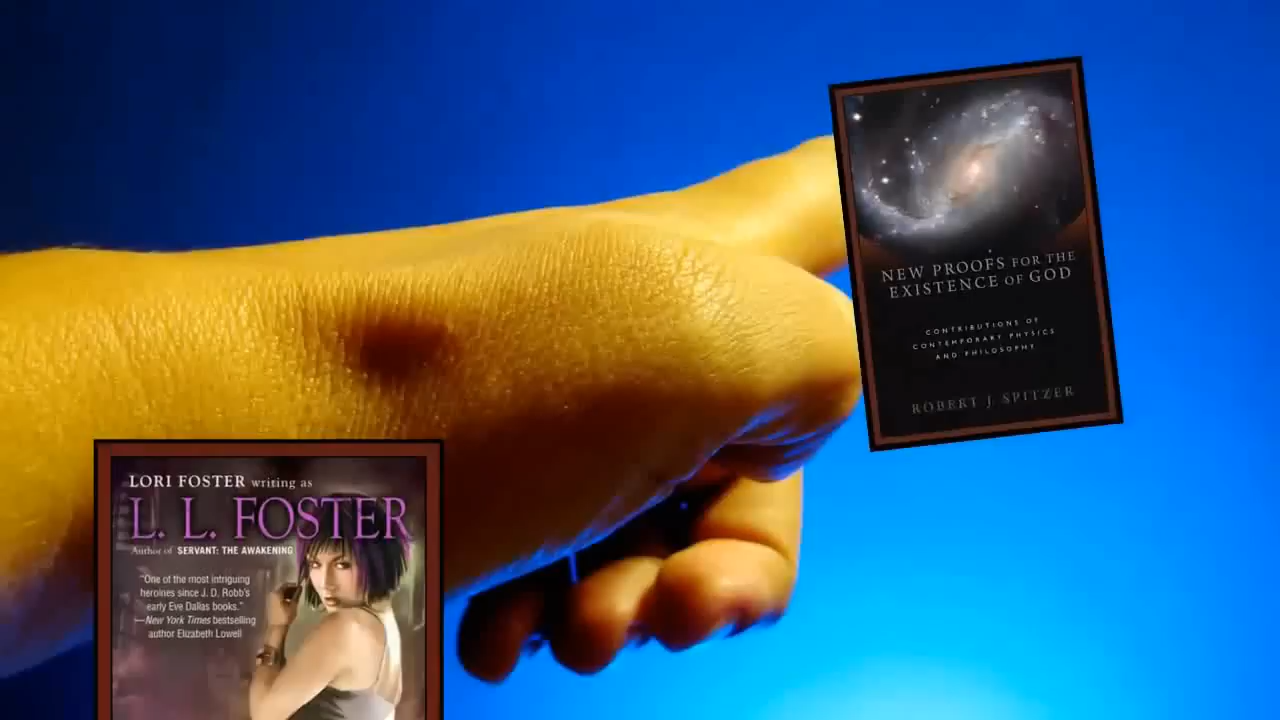 NEW PROOFS FOR THE
EXISTENCE OF GOD
CONTRIBUTIONS OF
CONTEMPORARY PHYSICS
AND PHILOSOPHY
ROBERT J. SPITZER
LORI FOSTER writing as
L. L. FOSTER
Author of SERVANT: THE AWAKENING
"One of the most intriguing
heroines since J. D. Robb's
early Eve Dallas books."
—New York Times bestselling
author Elizabeth Lowell